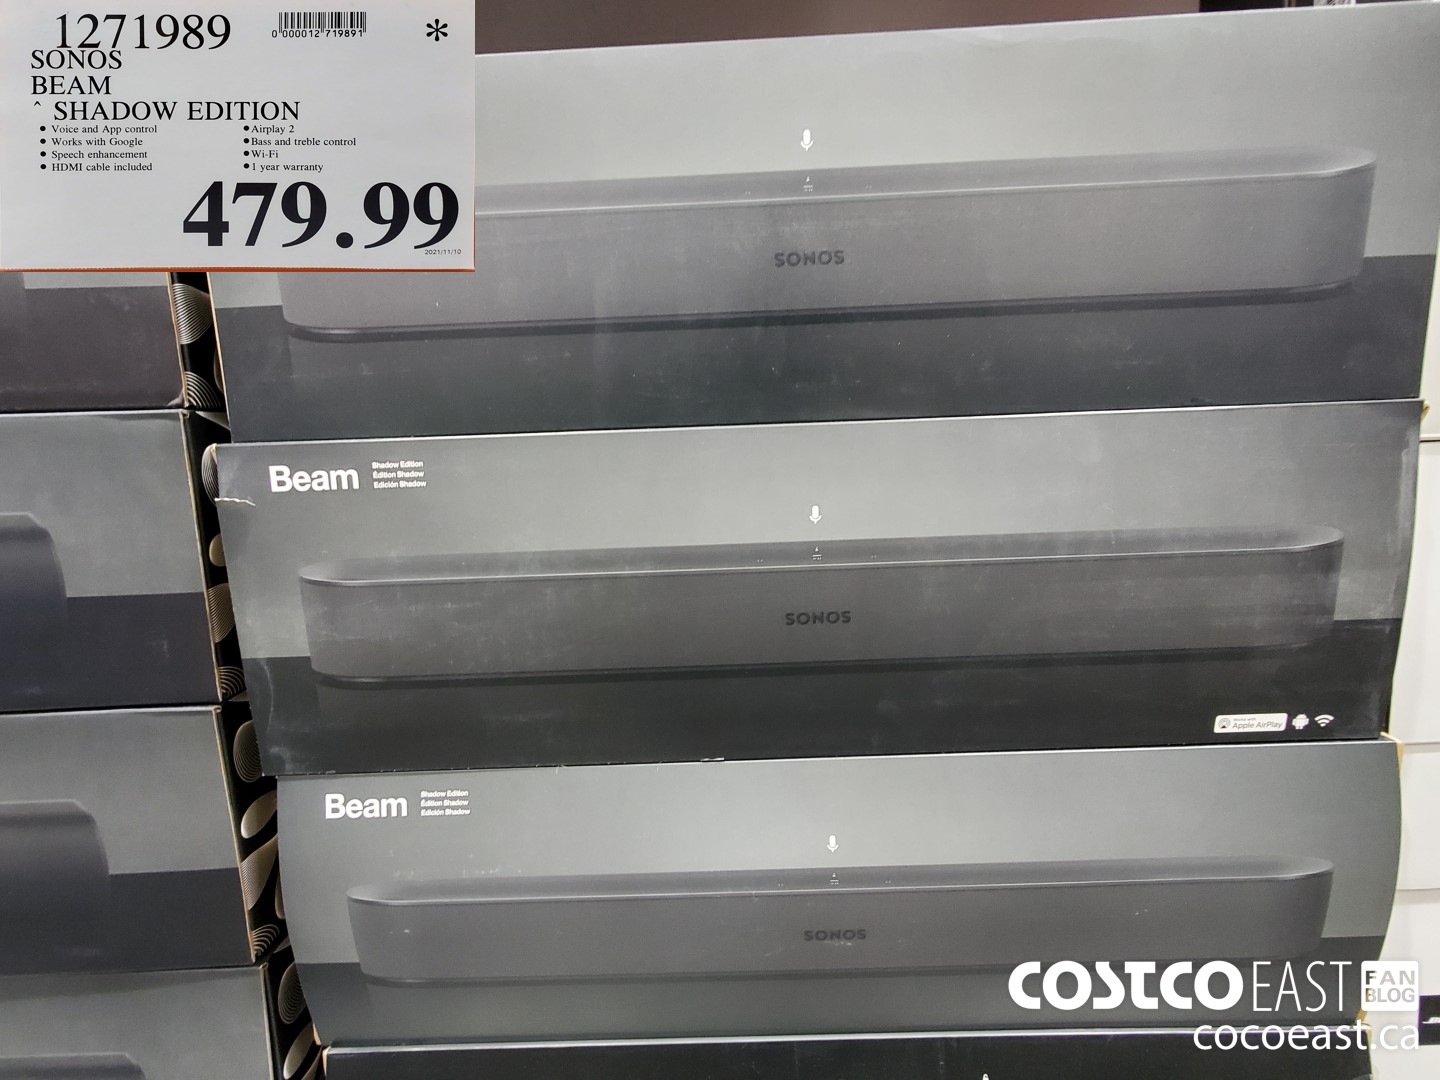 1271989
0 000012 719891
*
SONOS
BEAM
^ SHADOW EDITION
• Voice and App control
• Works with Google
• Speech enhancement
• HDMI cable included
• Airplay 2
• Bass and treble control
• Wi-Fi
• 1 year warranty
479.99
2021/11/10
SONOS
Beam
Shadow Edition
Édition Shadow
Edición Shadow
SONOS
Works with
Apple AirPlay
Beam
Shadow Edition
Édition Shadow
Edición Shadow
SONOS
COSTCO EAST FAN BLOG
cocoeast.ca